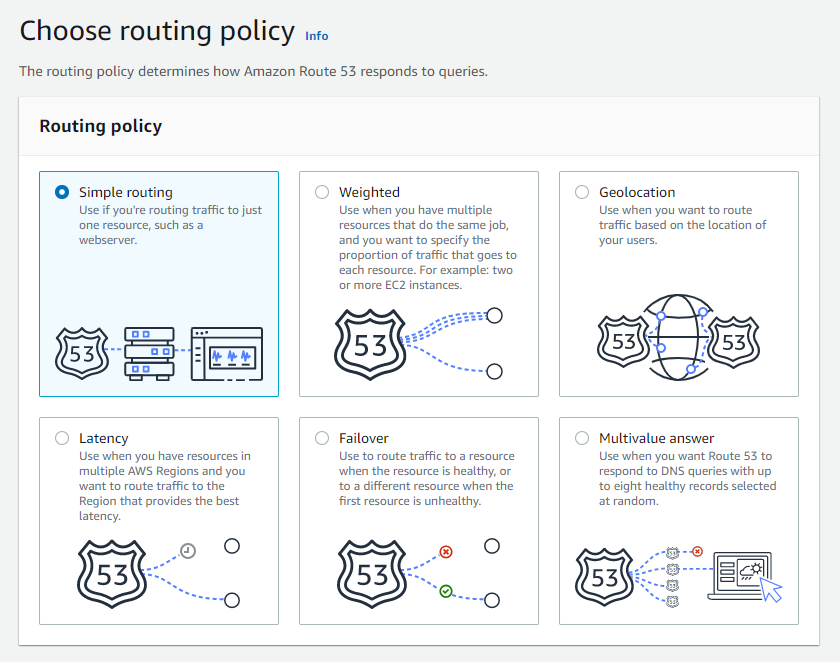 Choose routing policy Info
The routing policy determines how Amazon Route 53 responds to queries.
Routing policy
Simple routing
Use if you're routing traffic to just
one resource, such as a
webserver.
53
Weighted
Use when you have multiple
resources that do the same job,
and you want to specify the
proportion of traffic that goes to
each resource. For example: two
or more EC2 instances.
53
Geolocation
Use when you want to route
traffic based on the location of
your users.
53 53
Latency
Use when you have resources in
multiple AWS Regions and you
want to route traffic to the
Region that provides the best
latency.
53
Failover
Use to route traffic to a resource
when the resource is healthy, or
to a different resource when the
first resource is unhealthy.
53
Multivalue answer
Use when you want Route 53 to
respond to DNS queries with up
to eight healthy records selected
at random.
53